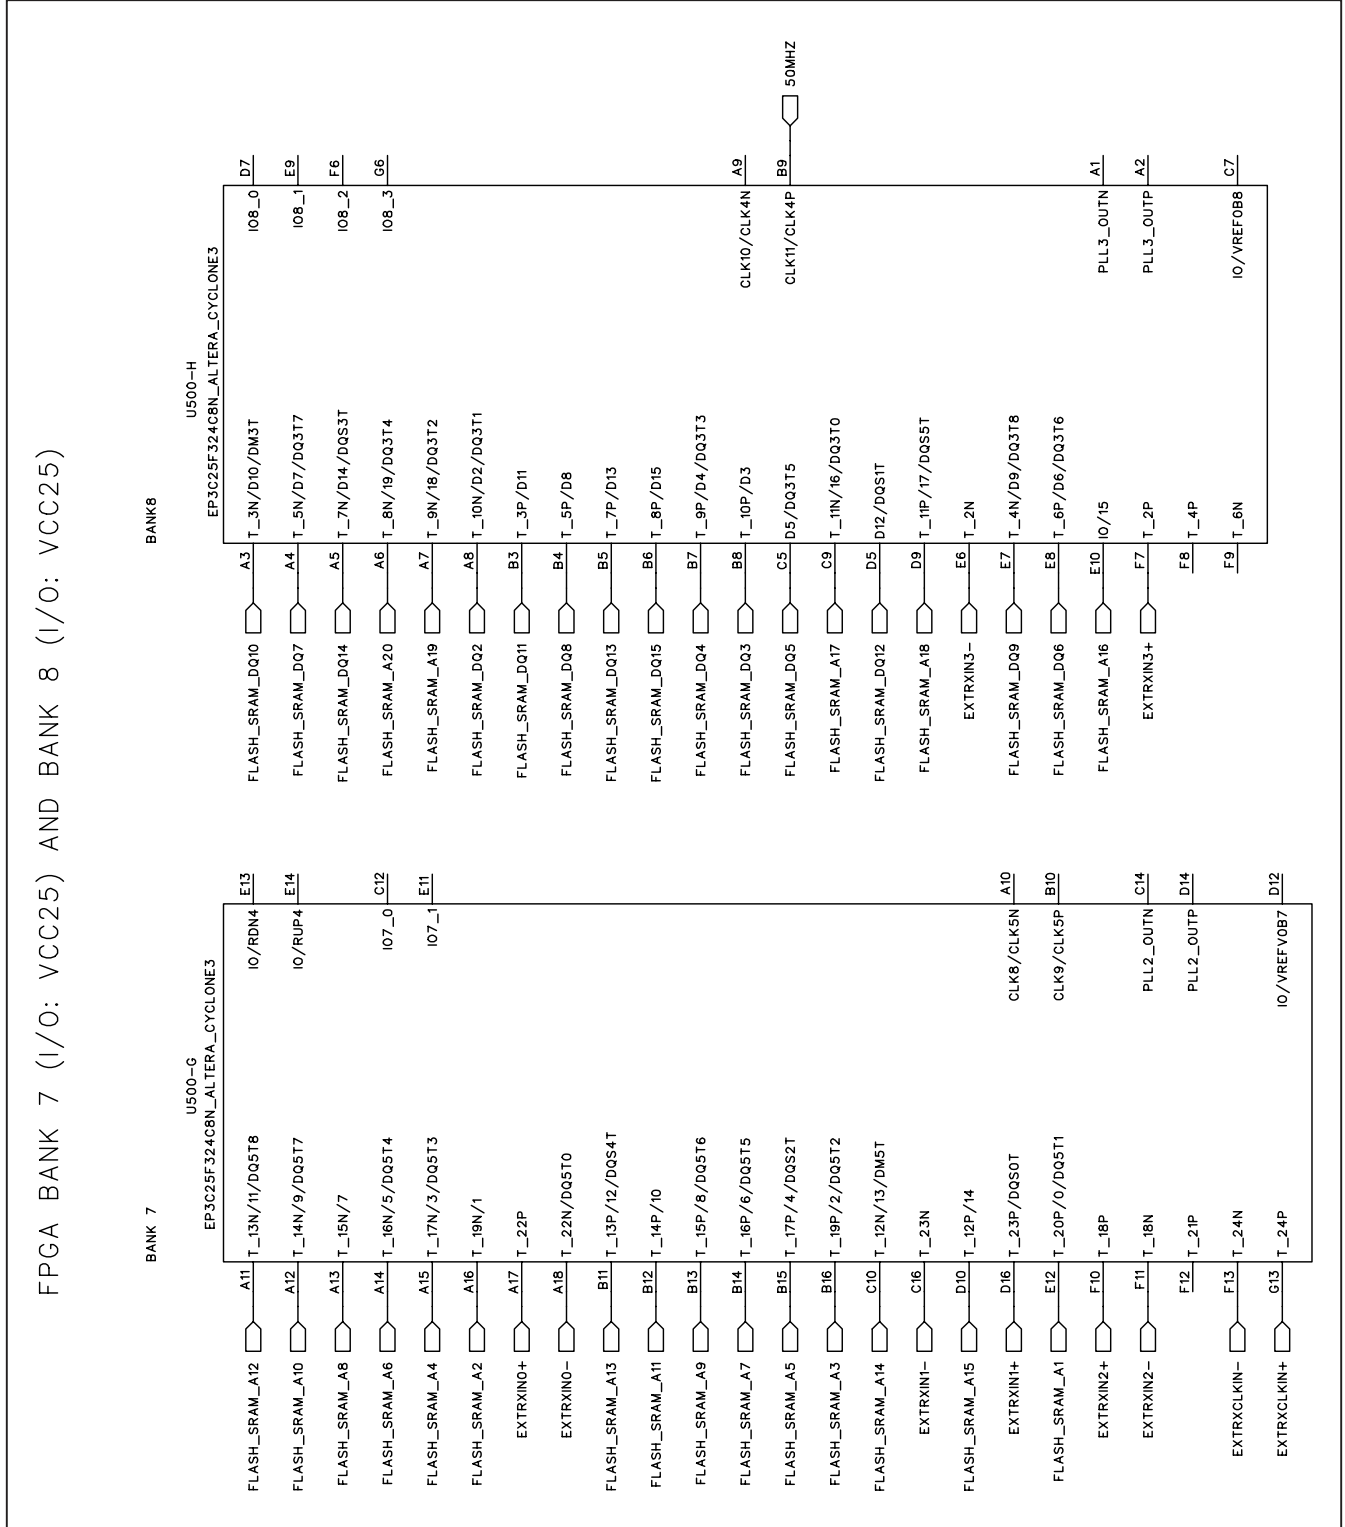 FPGA BANK 7 (I/O: VCC25) AND BANK 8 (I/O: VCC25)
BANK 7
U500-G
EP3C25F324C8N_ALTERA_CYCLONE3
FLASH_SRAM_A12 A11 T_13N/11/DQ5T8 IO/RDN4 E13
FLASH_SRAM_A10 A12 T_14N/9/DQ5T7 IO/RUP4 E14
FLASH_SRAM_A8 A13 T_15N/7
FLASH_SRAM_A6 A14 T_16N/5/DQ5T4 IO7_0 C12
FLASH_SRAM_A4 A15 T_17N/3/DQ5T3 IO7_1 E11
FLASH_SRAM_A2 A16 T_19N/1
EXTRXIN0+ A17 T_22P
EXTRXIN0- A18 T_22N/DQ5T0
FLASH_SRAM_A13 B11 T_13P/12/DQS4T
FLASH_SRAM_A11 B12 T_14P/10
FLASH_SRAM_A9 B13 T_15P/8/DQ5T6
FLASH_SRAM_A7 B14 T_16P/6/DQ5T5
FLASH_SRAM_A5 B15 T_17P/4/DQS2T
FLASH_SRAM_A3 B16 T_19P/2/DQ5T2
FLASH_SRAM_A14 C10 T_12N/13/DM5T
EXTRXIN1- C16 T_23N
FLASH_SRAM_A15 D10 T_12P/14
EXTRXIN1+ D16 T_23P/DQS0T CLK8/CLK5N A10
FLASH_SRAM_A1 E12 T_20P/0/DQ5T1 CLK9/CLK5P B10
EXTRXIN2+ F10 T_18P
EXTRXIN2- F11 T_18N PLL2_OUTN C14
F12 T_21P PLL2_OUTP D14
EXTRXCLKIN- F13 T_24N
EXTRXCLKIN+ G13 T_24P IO/VREFV0B7 D12
BANK8
U500-H
EP3C25F324C8N_ALTERA_CYCLONE3
FLASH_SRAM_DQ10 A3 T_3N/D10/DM3T IO8_0 D7
FLASH_SRAM_DQ7 A4 T_5N/D7/DQ3T7 IO8_1 E9
FLASH_SRAM_DQ14 A5 T_7N/D14/DQS3T IO8_2 F6
FLASH_SRAM_A20 A6 T_8N/19/DQ3T4 IO8_3 G6
FLASH_SRAM_A19 A7 T_9N/18/DQ3T2
FLASH_SRAM_DQ2 A8 T_10N/D2/DQ3T1
FLASH_SRAM_DQ11 B3 T_3P/D11
FLASH_SRAM_DQ8 B4 T_5P/D8
FLASH_SRAM_DQ13 B5 T_7P/D13
FLASH_SRAM_DQ15 B6 T_8P/D15
FLASH_SRAM_DQ4 B7 T_9P/D4/DQ3T3
FLASH_SRAM_DQ3 B8 T_10P/D3 CLK10/CLK4N A9
FLASH_SRAM_DQ5 C5 D5/DQ3T5 CLK11/CLK4P B9 50MHZ
FLASH_SRAM_A17 C9 T_11N/16/DQ3T0
FLASH_SRAM_DQ12 D5 D12/DQS1T
FLASH_SRAM_A18 D9 T_11P/17/DQS5T
EXTRXIN3- E6 T_2N
FLASH_SRAM_DQ9 E7 T_4N/D9/DQ3T8
FLASH_SRAM_DQ6 E8 T_6P/D6/DQ3T6
FLASH_SRAM_A16 E10 IO/15 PLL3_OUTN A1
EXTRXIN3+ F7 T_2P PLL3_OUTP A2
F8 T_4P
F9 T_6N IO/VREF0B8 C7